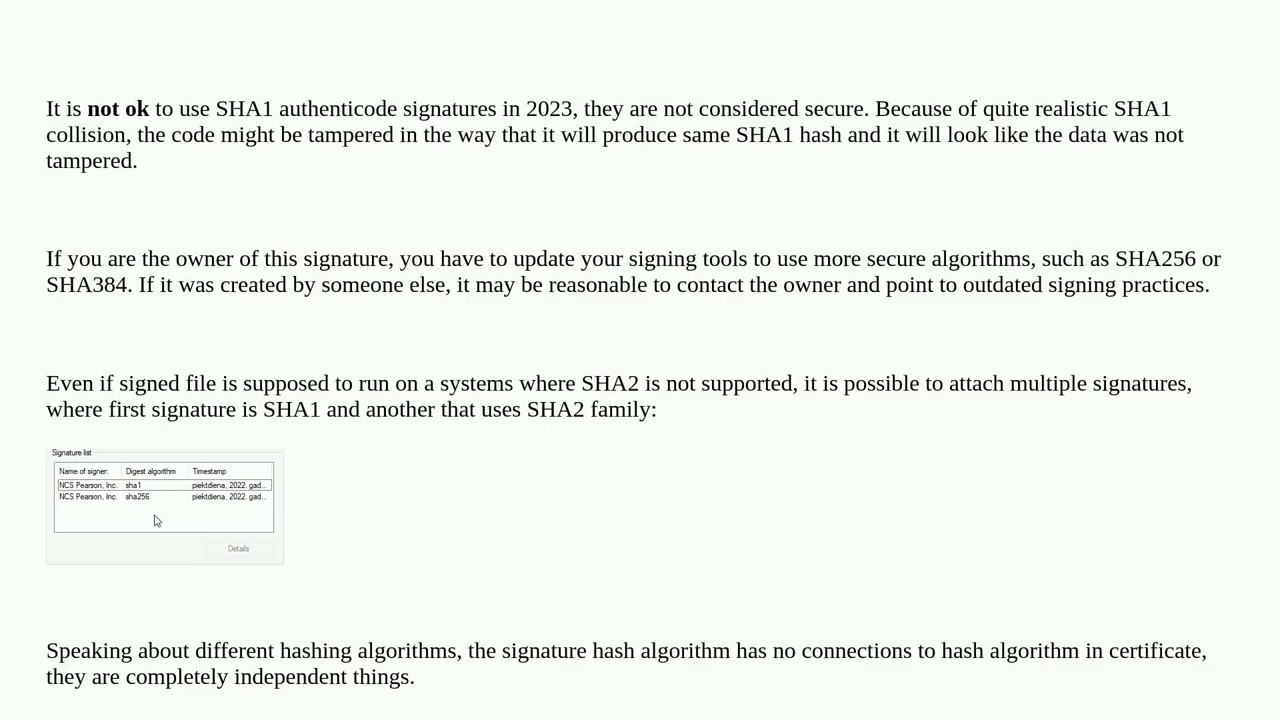 It is not ok to use SHA1 authenticode signatures in 2023, they are not considered secure. Because of quite realistic SHA1
collision, the code might be tampered in the way that it will produce same SHA1 hash and it will look like the data was not
tampered.
If you are the owner of this signature, you have to update your signing tools to use more secure algorithms, such as SHA256 or
SHA384. If it was created by someone else, it may be reasonable to contact the owner and point to outdated signing practices.
Even if signed file is supposed to run on a systems where SHA2 is not supported, it is possible to attach multiple signatures,
where first signature is SHA1 and another that uses SHA2 family:
Signature list
Name of signer: Digest algorithm Timestamp
NCS Pearson, Inc. sha1 piektdiena, 2022. gad...
NCS Pearson, Inc. sha256 piektdiena, 2022. gad...
Details
Speaking about different hashing algorithms, the signature hash algorithm has no connections to hash algorithm in certificate,
they are completely independent things.